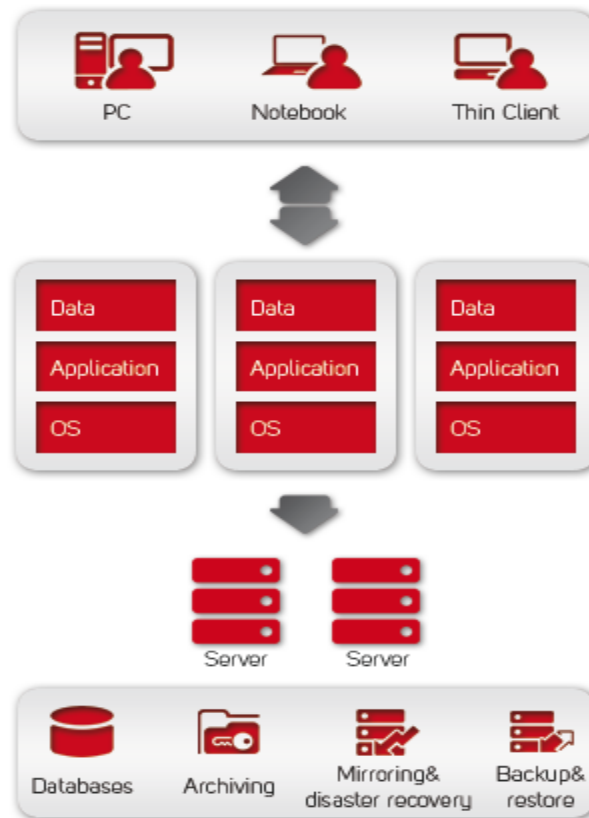 PC Notebook Thin Client
Data Data Data
Application Application Application
OS OS OS
Server Server
Databases Archiving Mirroring& disaster recovery Backup& restore